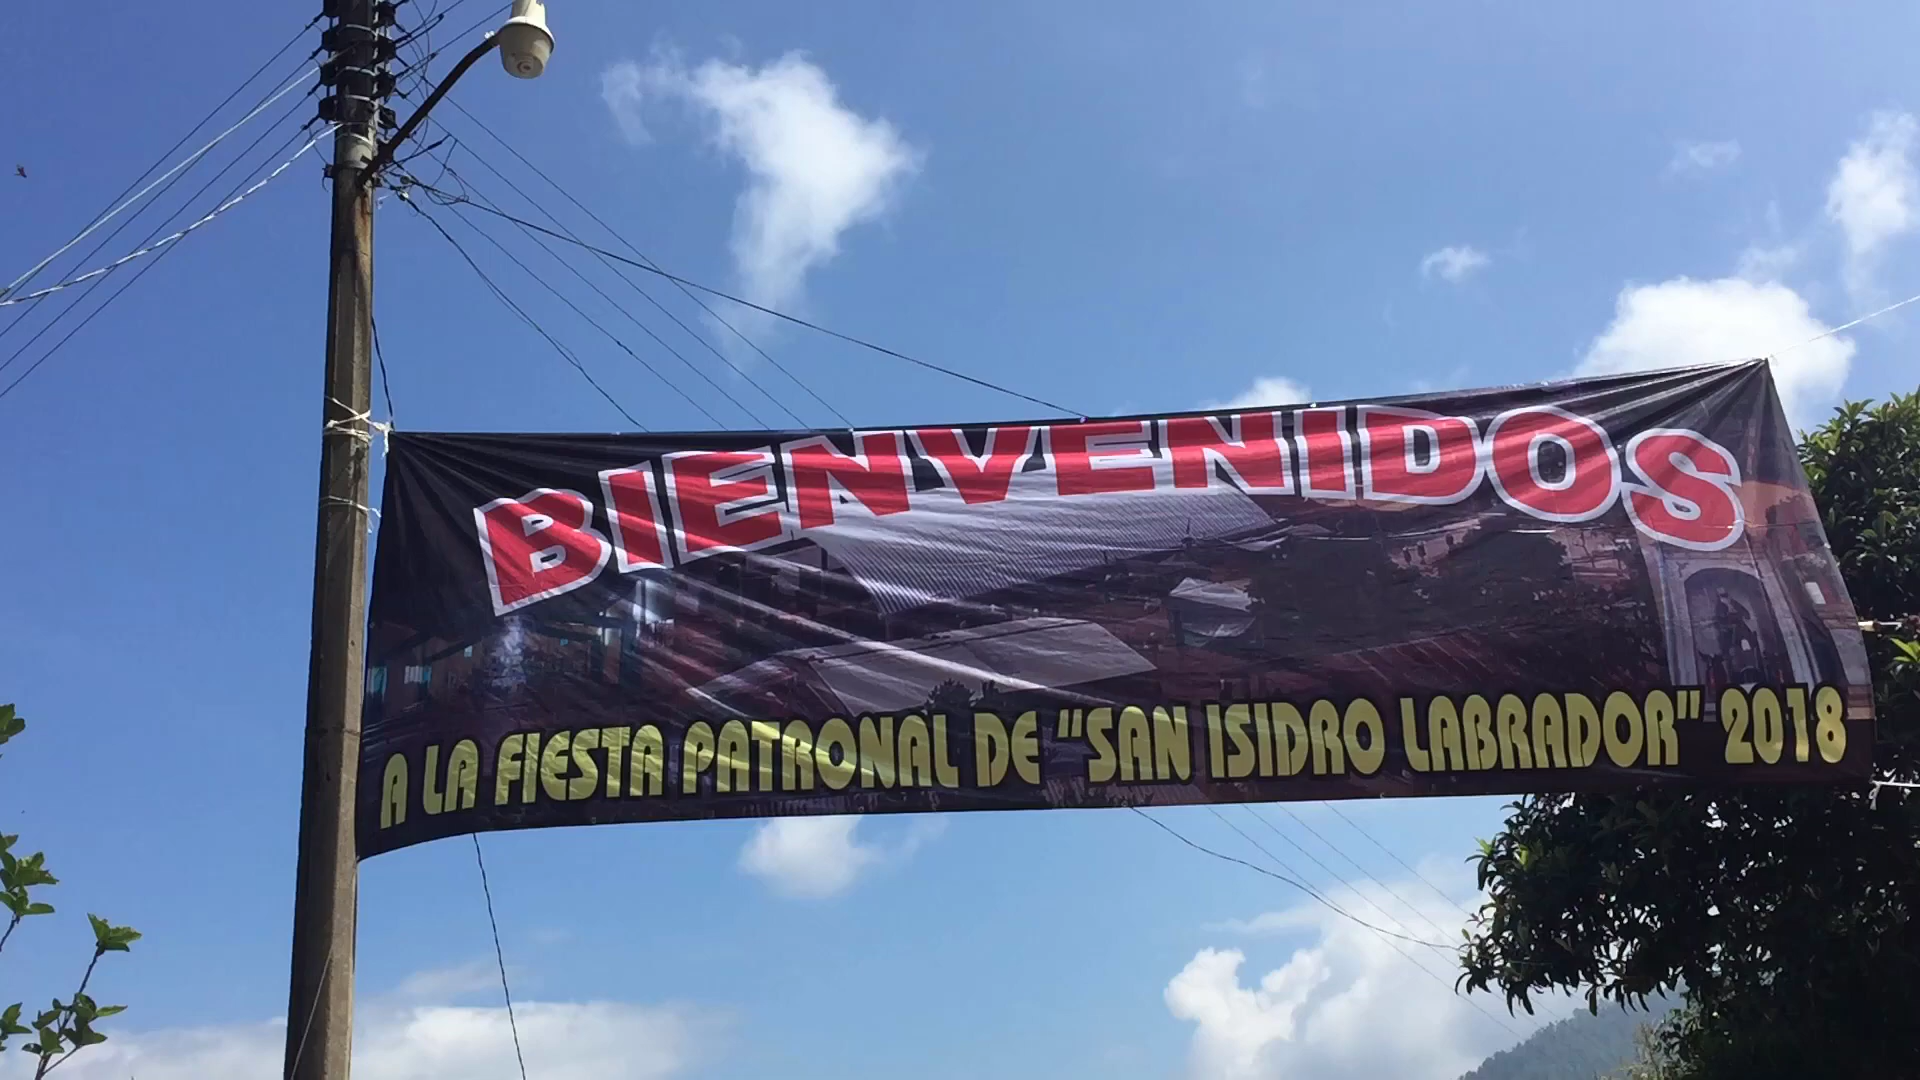 BIENVENIDOS
A LA FIESTA PATRONAL DE "SAN ISIDRO LABRADOR" 2018